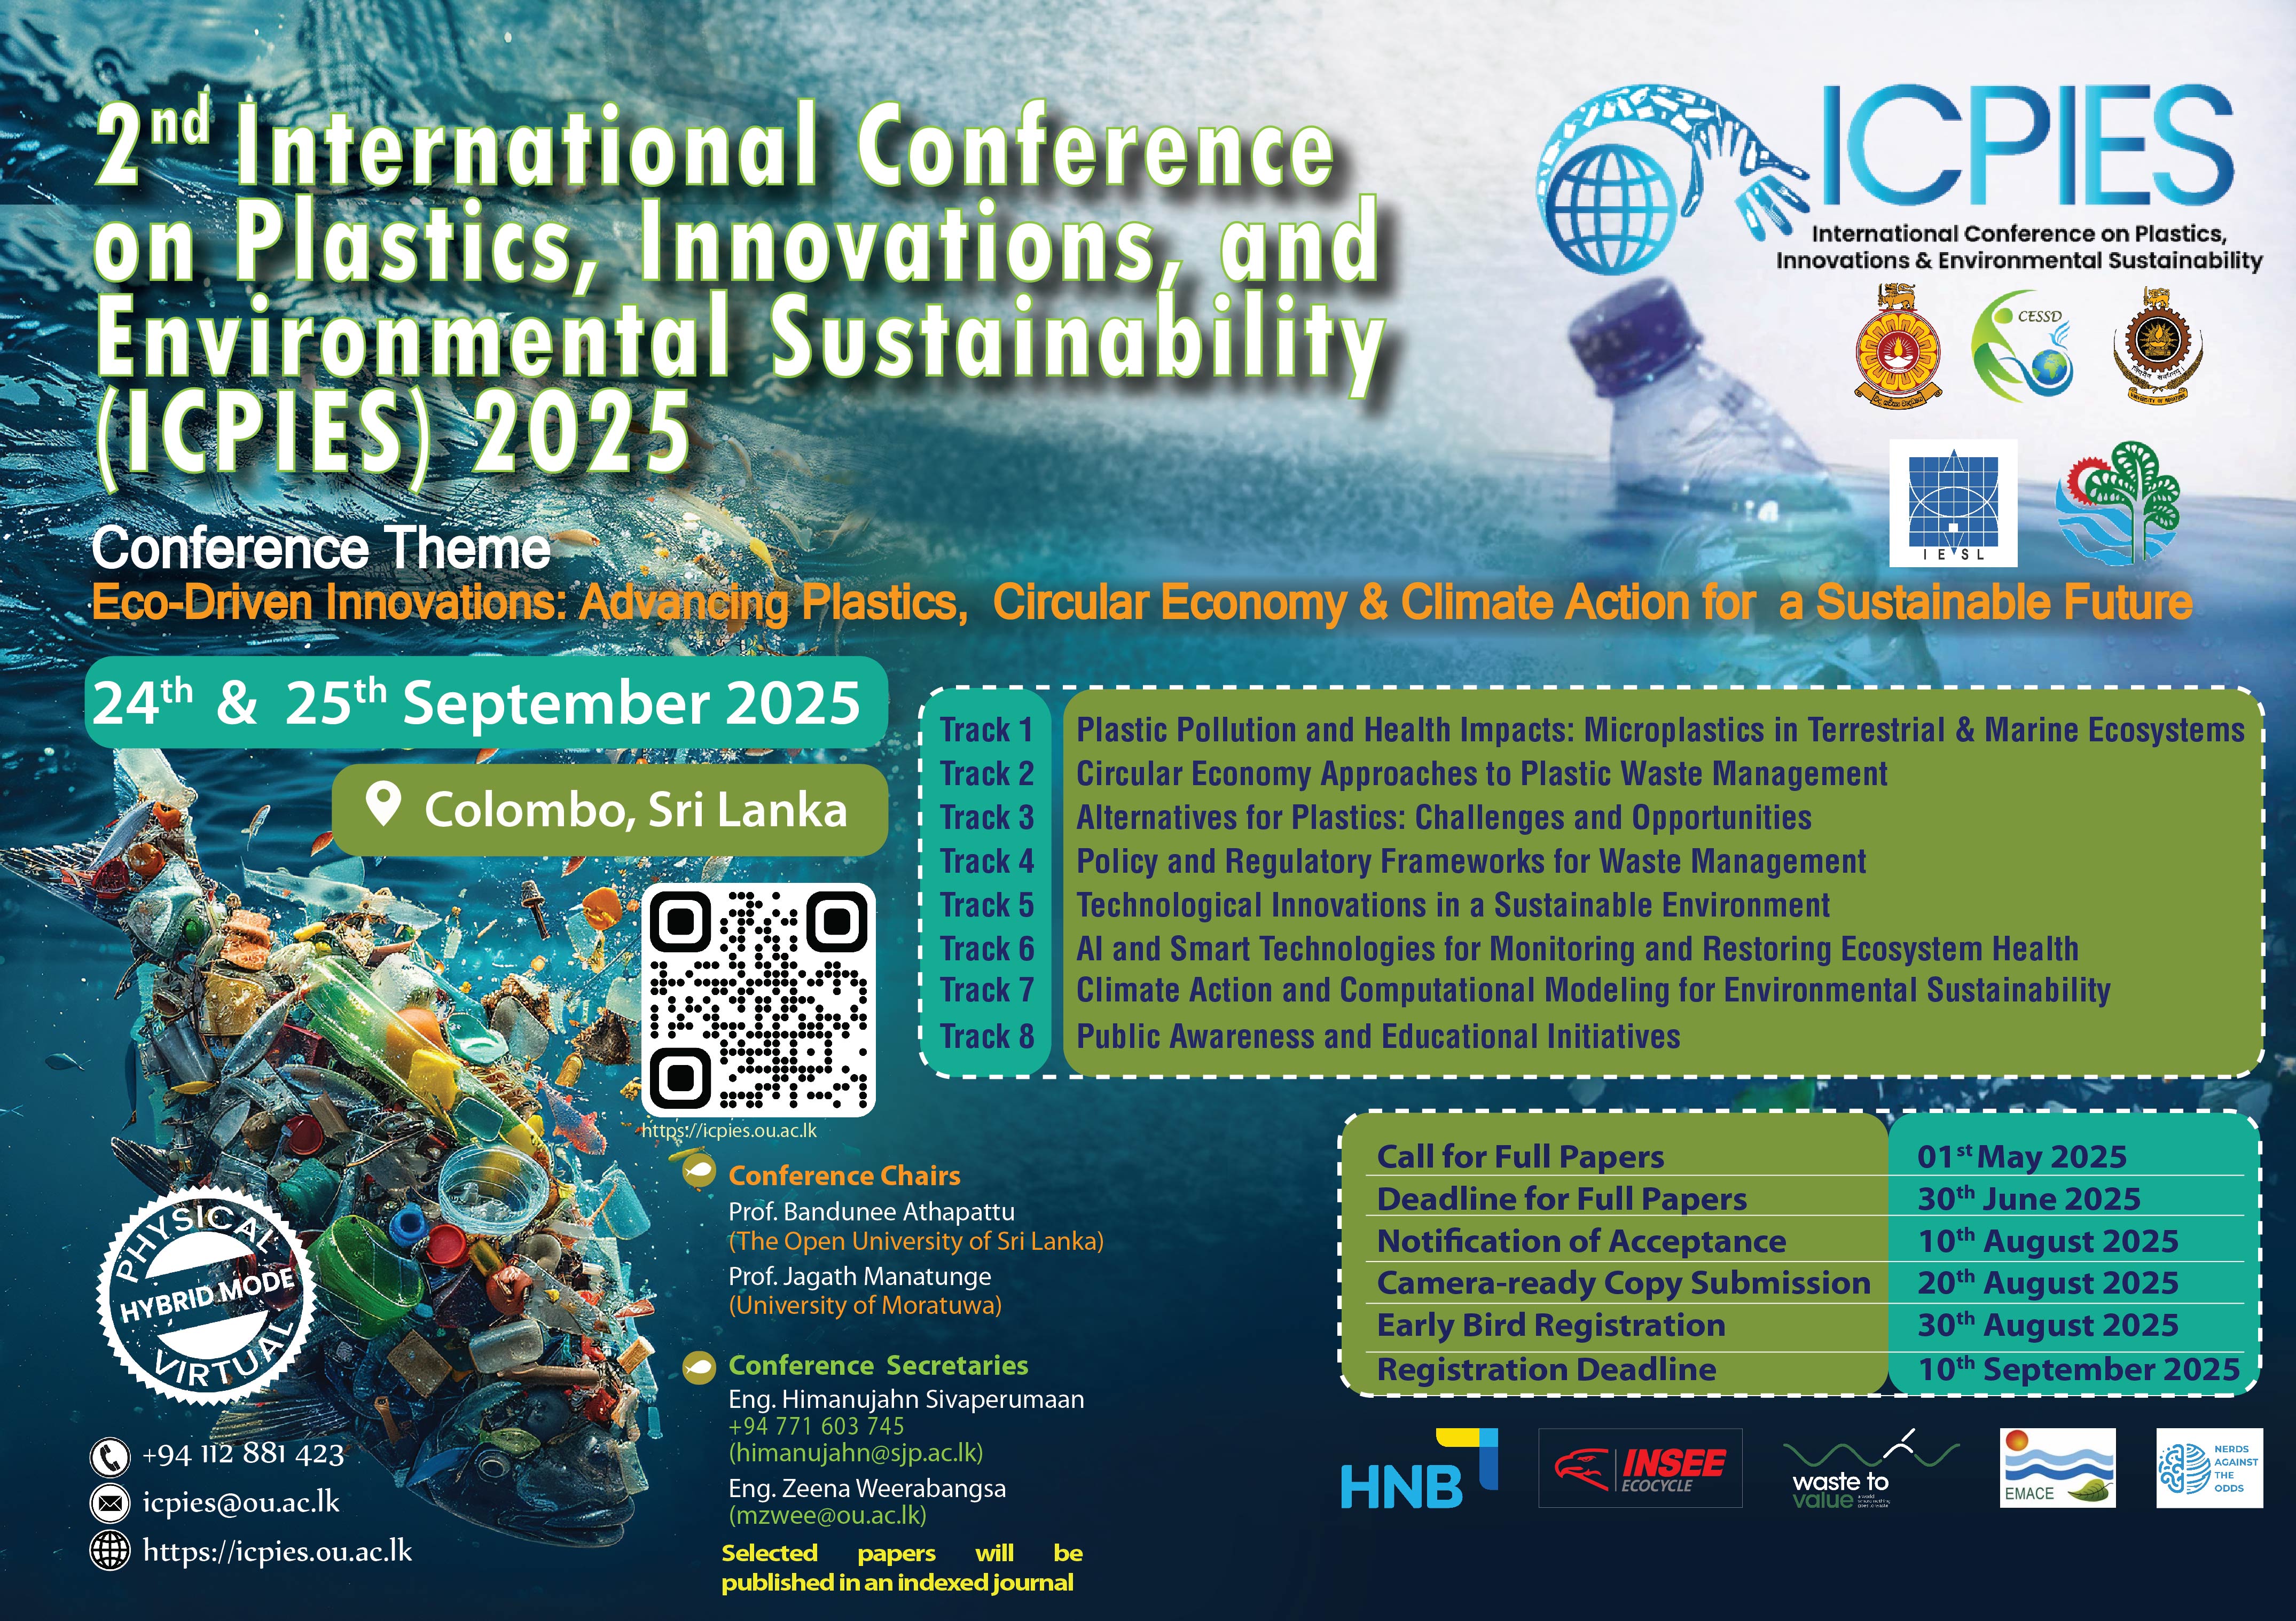 2nd International Conference
on Plastics, Innovations, and
Environmental Sustainability
(ICPIES) 2025
ICPIES
International Conference on Plastics,
Innovations & Environmental Sustainability
CESSD
IESL
Conference Theme
Eco-Driven Innovations: Advancing Plastics, Circular Economy & Climate Action for a Sustainable Future
24th & 25th September 2025
Colombo, Sri Lanka
Track 1 Plastic Pollution and Health Impacts: Microplastics in Terrestrial & Marine Ecosystems
Track 2 Circular Economy Approaches to Plastic Waste Management
Track 3 Alternatives for Plastics: Challenges and Opportunities
Track 4 Policy and Regulatory Frameworks for Waste Management
Track 5 Technological Innovations in a Sustainable Environment
Track 6 AI and Smart Technologies for Monitoring and Restoring Ecosystem Health
Track 7 Climate Action and Computational Modeling for Environmental Sustainability
Track 8 Public Awareness and Educational Initiatives
https://icpies.ou.ac.lk
Conference Chairs
Prof. Bandunee Athapattu
(The Open University of Sri Lanka)
Prof. Jagath Manatunge
(University of Moratuwa)
Conference Secretaries
Eng. Himanujahn Sivaperumaan
+94 771 603 745
(himanujahn@sjp.ac.lk)
Eng. Zeena Weerabangsa
(mzwee@ou.ac.lk)
Selected papers will be
published in an indexed journal
PHYSICAL
HYBRID MODE
VIRTUAL
+94 112 881 423
icpies@ou.ac.lk
https://icpies.ou.ac.lk
Call for Full Papers 01st May 2025
Deadline for Full Papers 30th June 2025
Notification of Acceptance 10th August 2025
Camera-ready Copy Submission 20th August 2025
Early Bird Registration 30th August 2025
Registration Deadline 10th September 2025
HNB
INSEE
ECOCYCLE
waste to
value
EMACE
NERDS
AGAINST
THE
ODDS